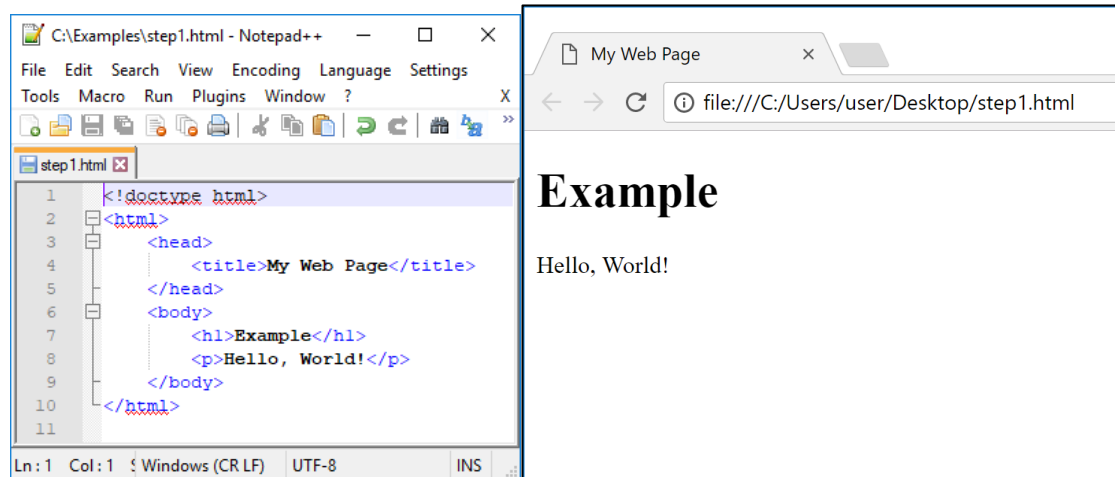 C:\Examples\step1.html - Notepad++
File Edit Search View Encoding Language Settings
Tools Macro Run Plugins Window ? X
step1.html
1 <!doctype html>
2 <html>
3 <head>
4 <title>My Web Page</title>
5 </head>
6 <body>
7 <h1>Example</h1>
8 <p>Hello, World!</p>
9 </body>
10 </html>
11
Ln : 1 Col : 1 Windows (CR LF) UTF-8 INS
My Web Page
file:///C:/Users/user/Desktop/step1.html
Example
Hello, World!